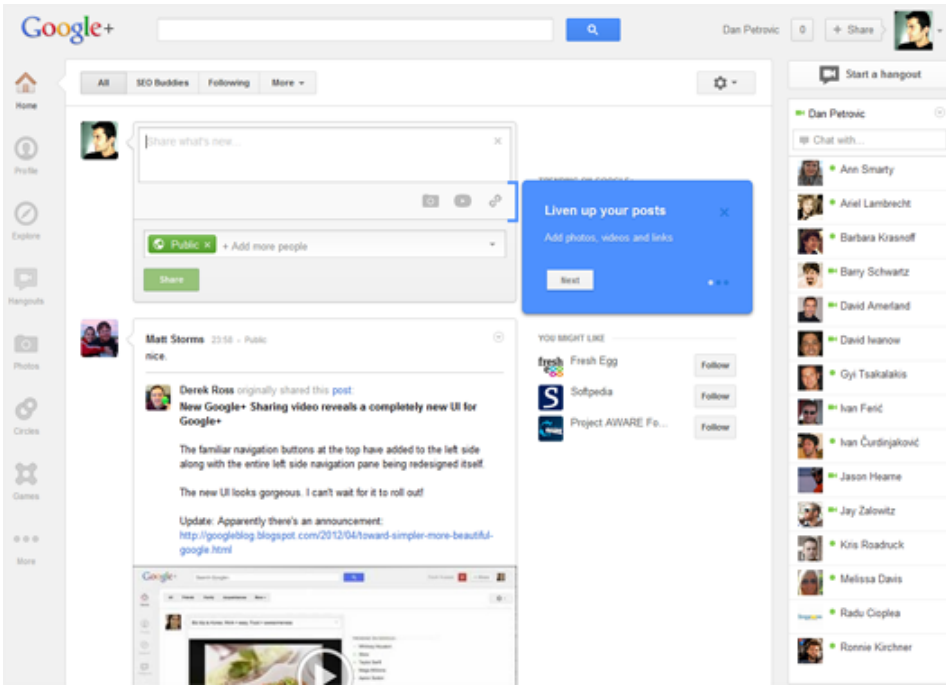 Google+
Dan Petrovic
0
+ Share
Home
Profile
Explore
Hangouts
Photos
Circles
Games
More
All
SEO Buddies
Following
More
Share what's new...
Public ×
+ Add more people
Share
TRENDING ON GOOGLE+
Liven up your posts
Add photos, videos and links
Next
Matt Storms 23:58 - Public
nice.
Derek Ross originally shared this post:
New Google+ Sharing video reveals a completely new UI for
Google+
The familiar navigation buttons at the top have added to the left side
along with the entire left side navigation pane being redesigned itself.
The new UI looks gorgeous. I can't wait for it to roll out!
Update: Apparently there's an announcement:
http://googleblog.blogspot.com/2012/04/toward-simpler-more-beautiful-
google.html
Google+
Search Google+
YOU MIGHT LIKE
fresh
Fresh Egg
Follow
S
Softpedia
Follow
Project AWARE Fo...
Follow
Start a hangout
Dan Petrovic
Chat with...
Ann Smarty
Ariel Lambrecht
Barbara Krasnoff
Barry Schwartz
David Amerland
David Iwanow
Gyi Tsakalakis
Ivan Ferić
Ivan Čurdinjaković
Jason Hearne
Jay Zalowitz
Kris Roadruck
Melissa Davis
Radu Cioplea
Ronnie Kirchner